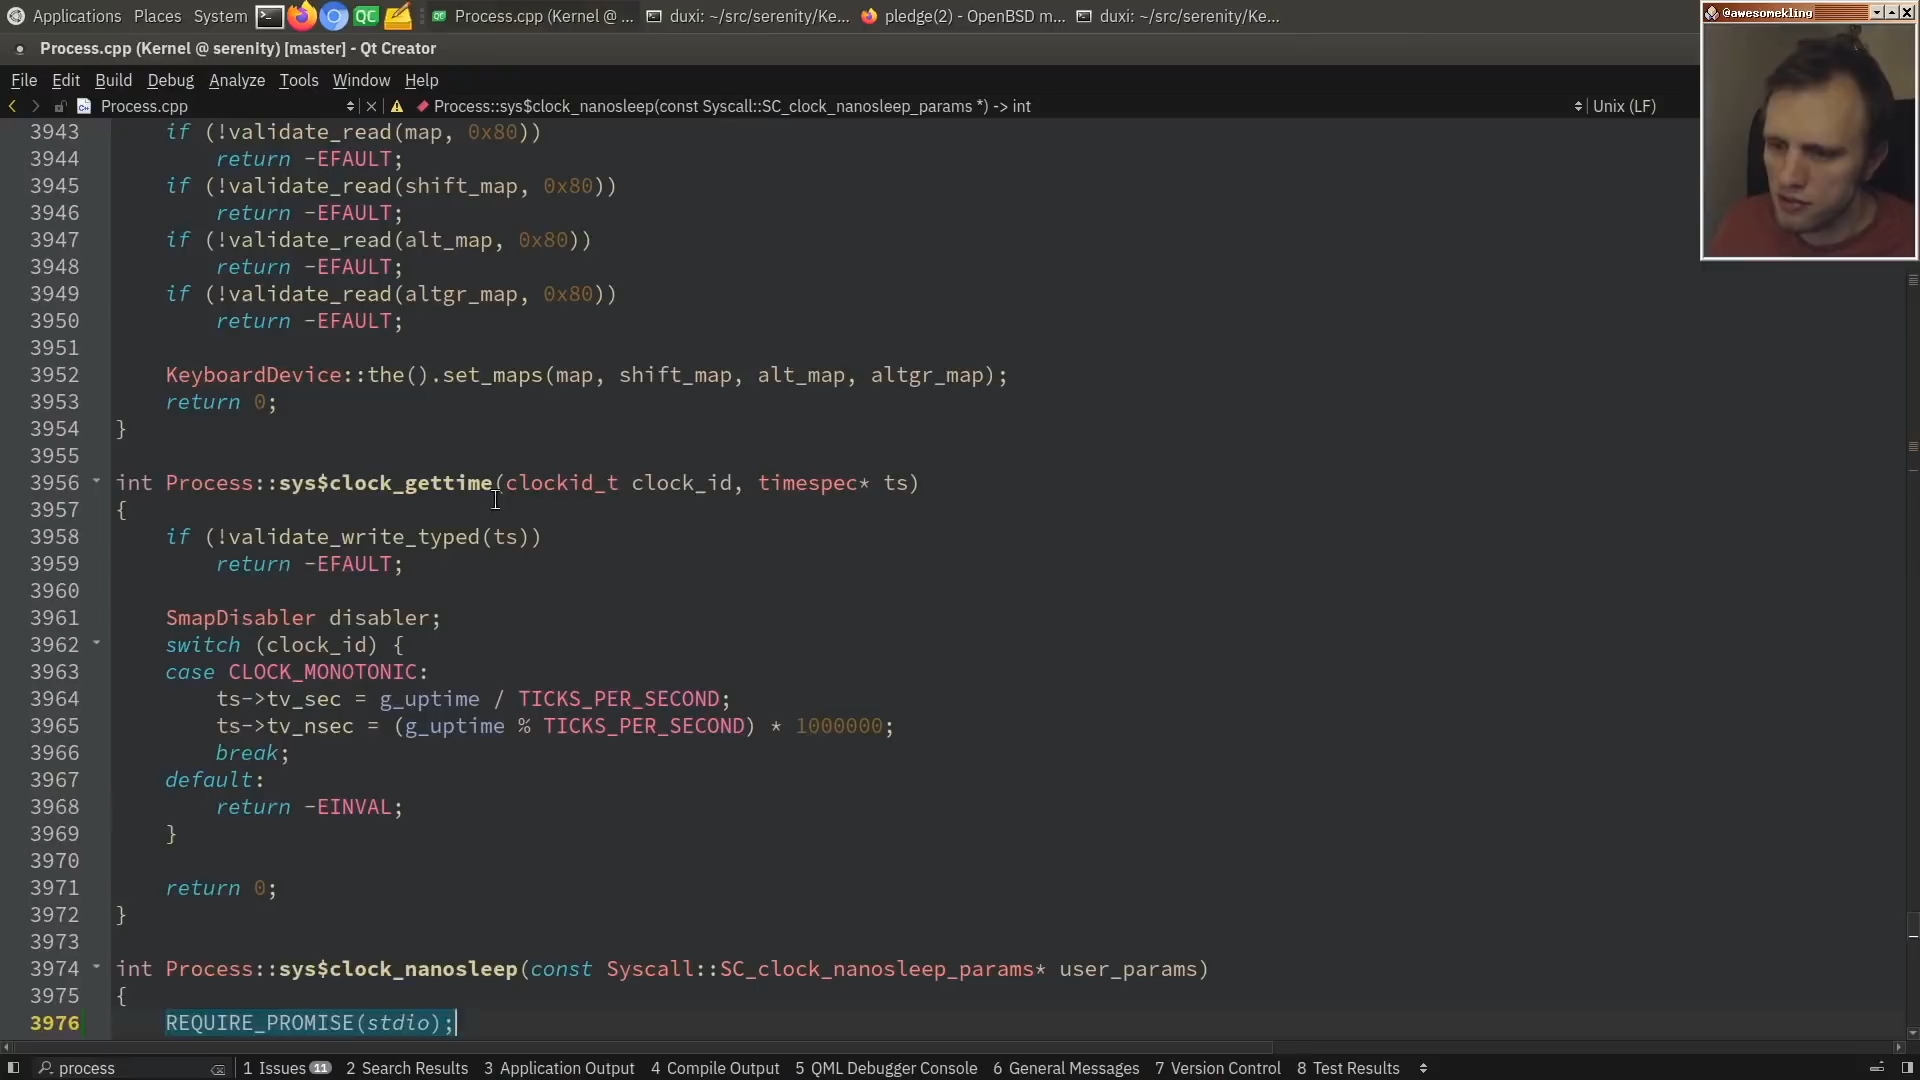 Applications Places System Process.cpp (Kernel @ ... duxi: ~/src/serenity/Ke... pledge(2) - OpenBSD m... duxi: ~/src/serenity/Ke...
@awesomekling
Process.cpp (Kernel @ serenity) [master] - Qt Creator
File Edit Build Debug Analyze Tools Window Help
Process.cpp Process::sys$clock_nanosleep(const Syscall::SC_clock_nanosleep_params *) -> int Unix (LF)
3943 if (!validate_read(map, 0x80))
3944 return -EFAULT;
3945 if (!validate_read(shift_map, 0x80))
3946 return -EFAULT;
3947 if (!validate_read(alt_map, 0x80))
3948 return -EFAULT;
3949 if (!validate_read(altgr_map, 0x80))
3950 return -EFAULT;
3951
3952 KeyboardDevice::the().set_maps(map, shift_map, alt_map, altgr_map);
3953 return 0;
3954 }
3955
3956 int Process::sys$clock_gettime(clockid_t clock_id, timespec* ts)
3957 {
3958 if (!validate_write_typed(ts))
3959 return -EFAULT;
3960
3961 SmapDisabler disabler;
3962 switch (clock_id) {
3963 case CLOCK_MONOTONIC:
3964 ts->tv_sec = g_uptime / TICKS_PER_SECOND;
3965 ts->tv_nsec = (g_uptime % TICKS_PER_SECOND) * 1000000;
3966 break;
3967 default:
3968 return -EINVAL;
3969 }
3970
3971 return 0;
3972 }
3973
3974 int Process::sys$clock_nanosleep(const Syscall::SC_clock_nanosleep_params* user_params)
3975 {
3976 REQUIRE_PROMISE(stdio);
process 1 Issues 11 2 Search Results 3 Application Output 4 Compile Output 5 QML Debugger Console 6 General Messages 7 Version Control 8 Test Results